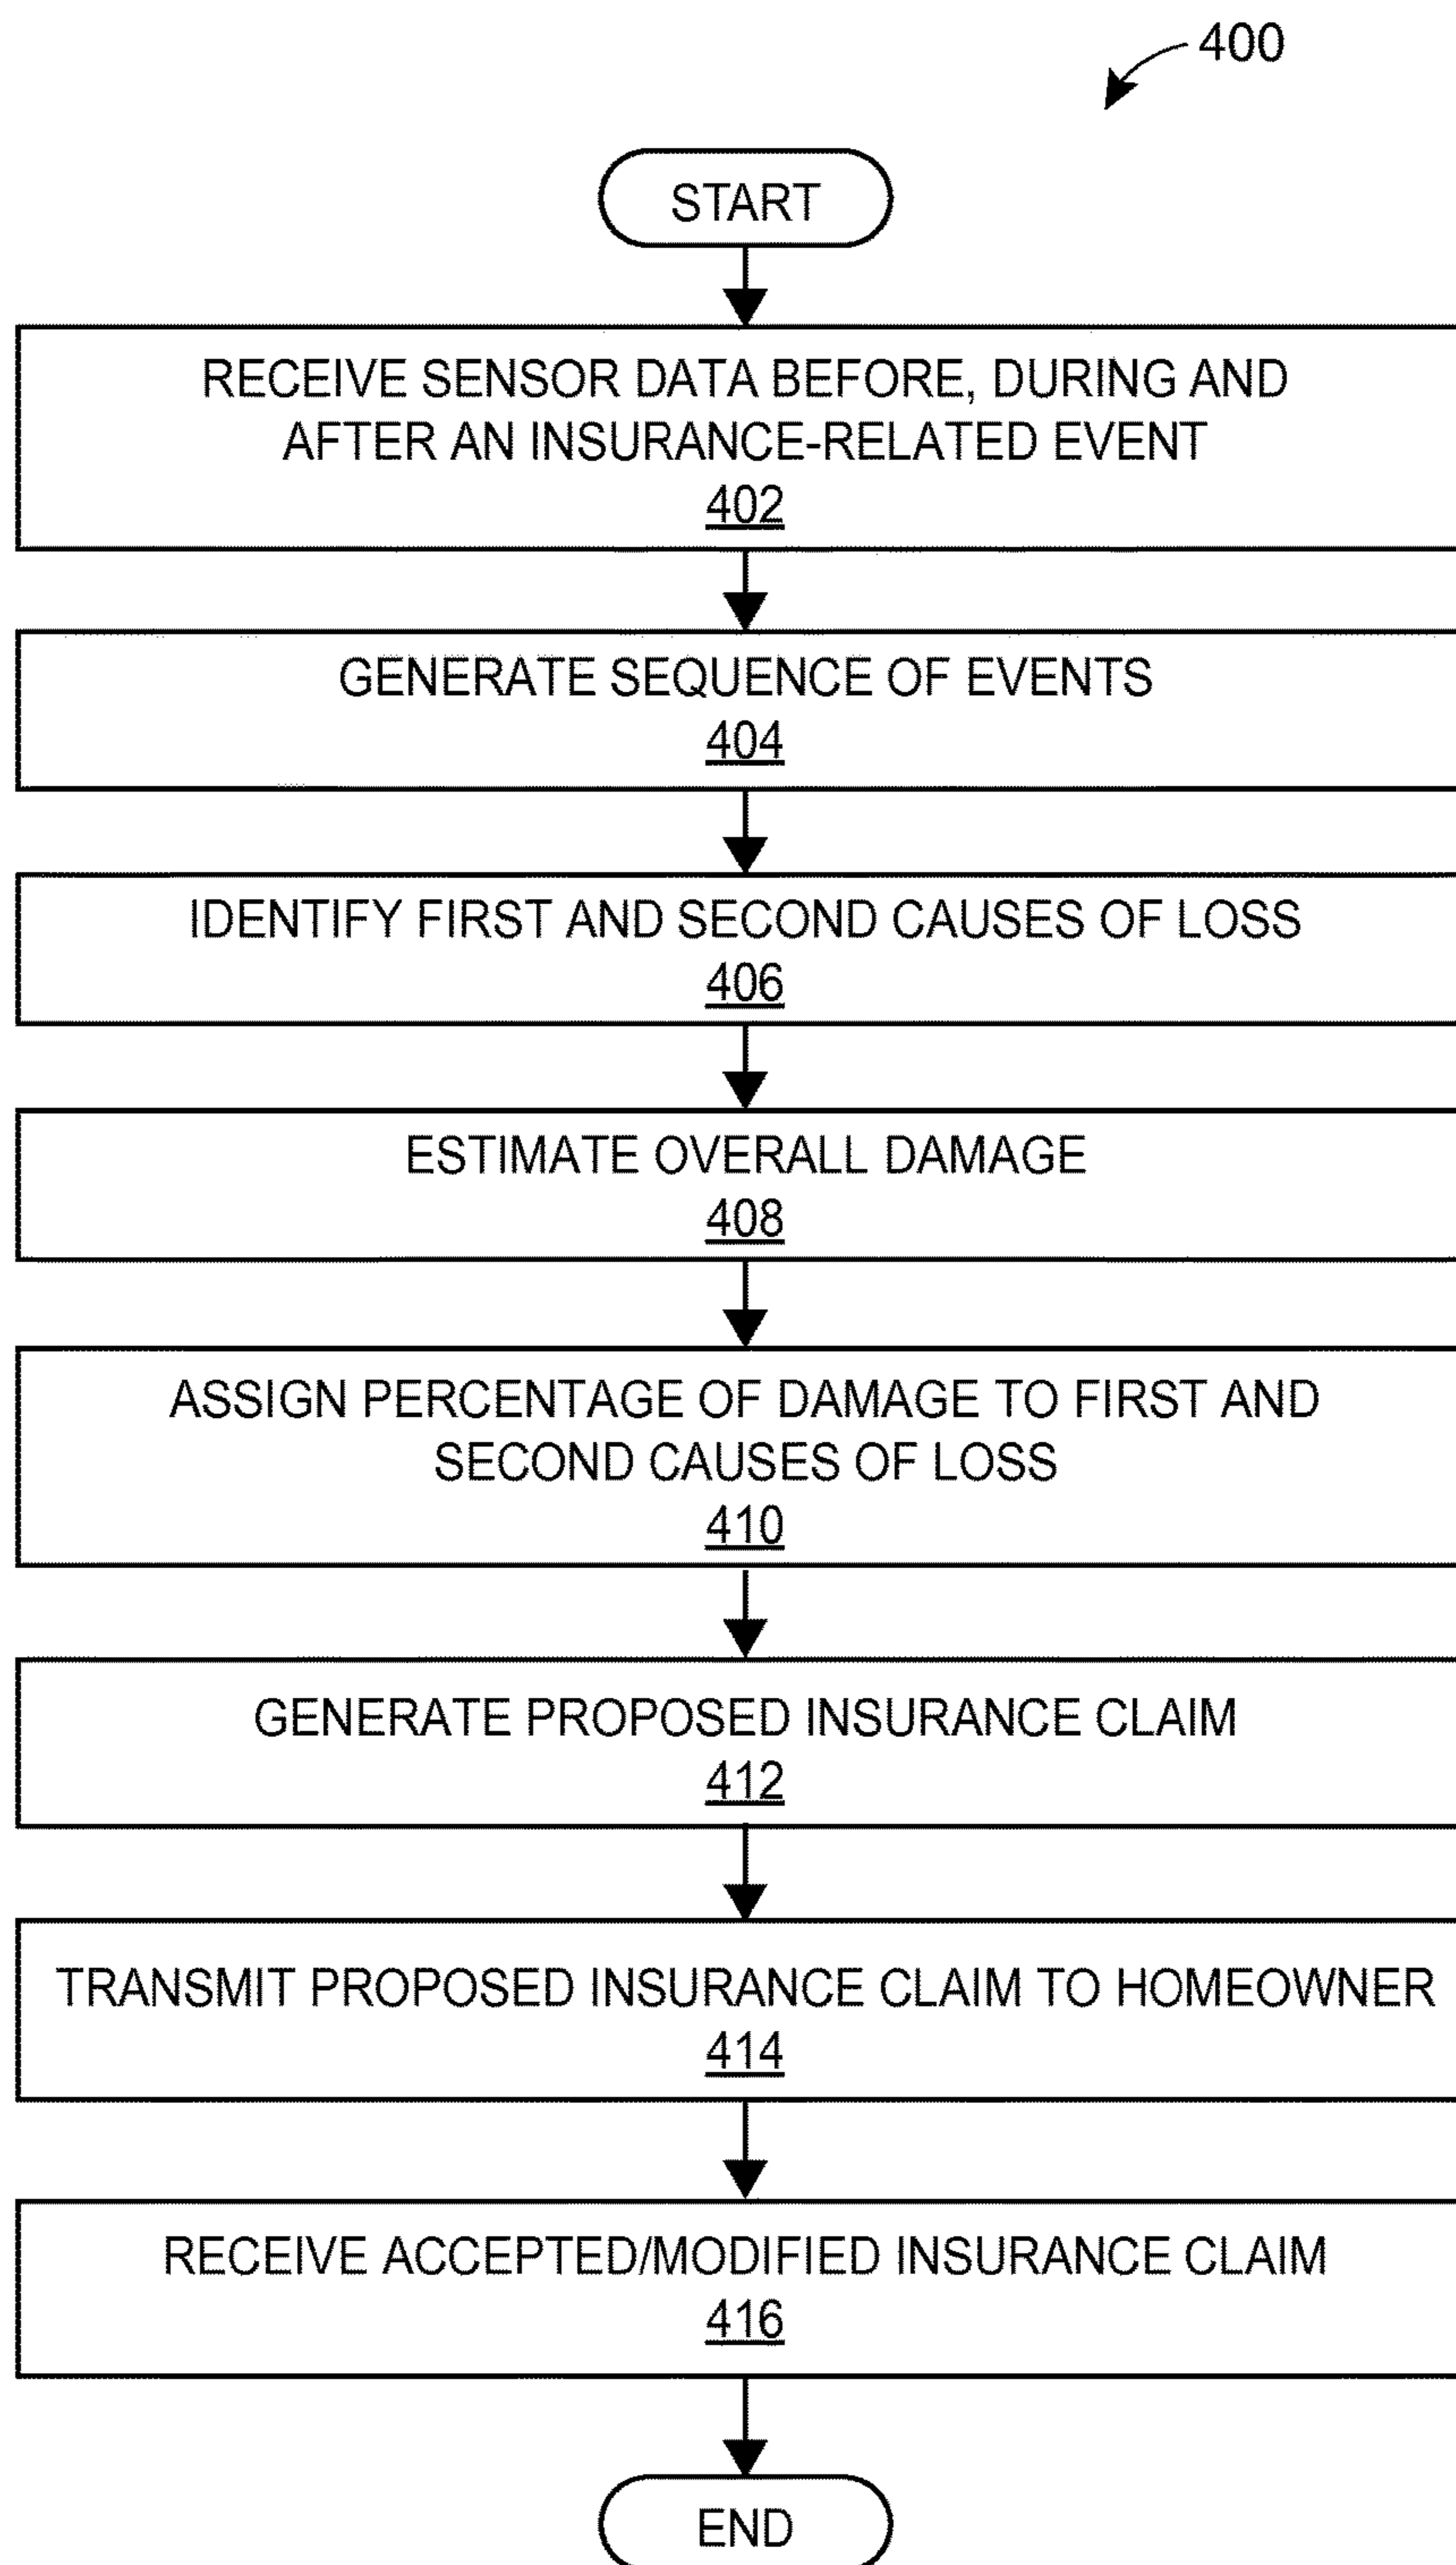 400
START
RECEIVE SENSOR DATA BEFORE, DURING AND
AFTER AN INSURANCE-RELATED EVENT
402
GENERATE SEQUENCE OF EVENTS
404
IDENTIFY FIRST AND SECOND CAUSES OF LOSS
406
ESTIMATE OVERALL DAMAGE
408
ASSIGN PERCENTAGE OF DAMAGE TO FIRST AND
SECOND CAUSES OF LOSS
410
GENERATE PROPOSED INSURANCE CLAIM
412
TRANSMIT PROPOSED INSURANCE CLAIM TO HOMEOWNER
414
RECEIVE ACCEPTED/MODIFIED INSURANCE CLAIM
416
END